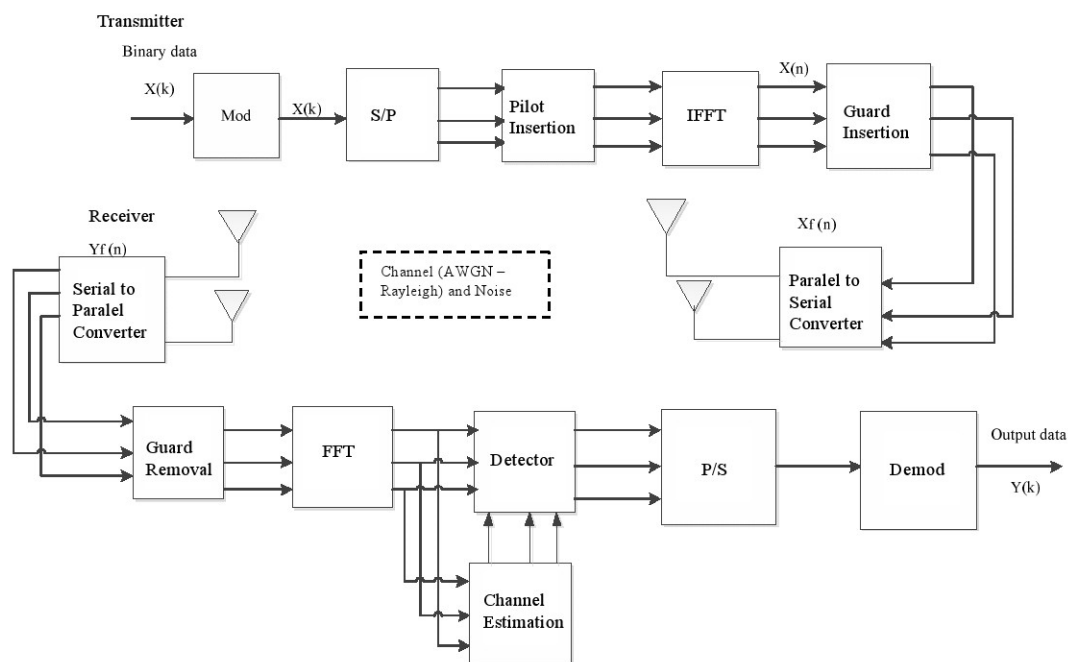 Transmitter
Binary data
X(k)
Mod
X(k)
S/P
Pilot
Insertion
IFFT
X(n)
Guard
Insertion
Receiver
Yf (n)
Serial to
Paralel
Converter
Channel (AWGN –
Rayleigh) and Noise
Xf (n)
Paralel to
Serial
Converter
Guard
Removal
FFT
Detector
P/S
Demod
Output data
Y(k)
Channel
Estimation